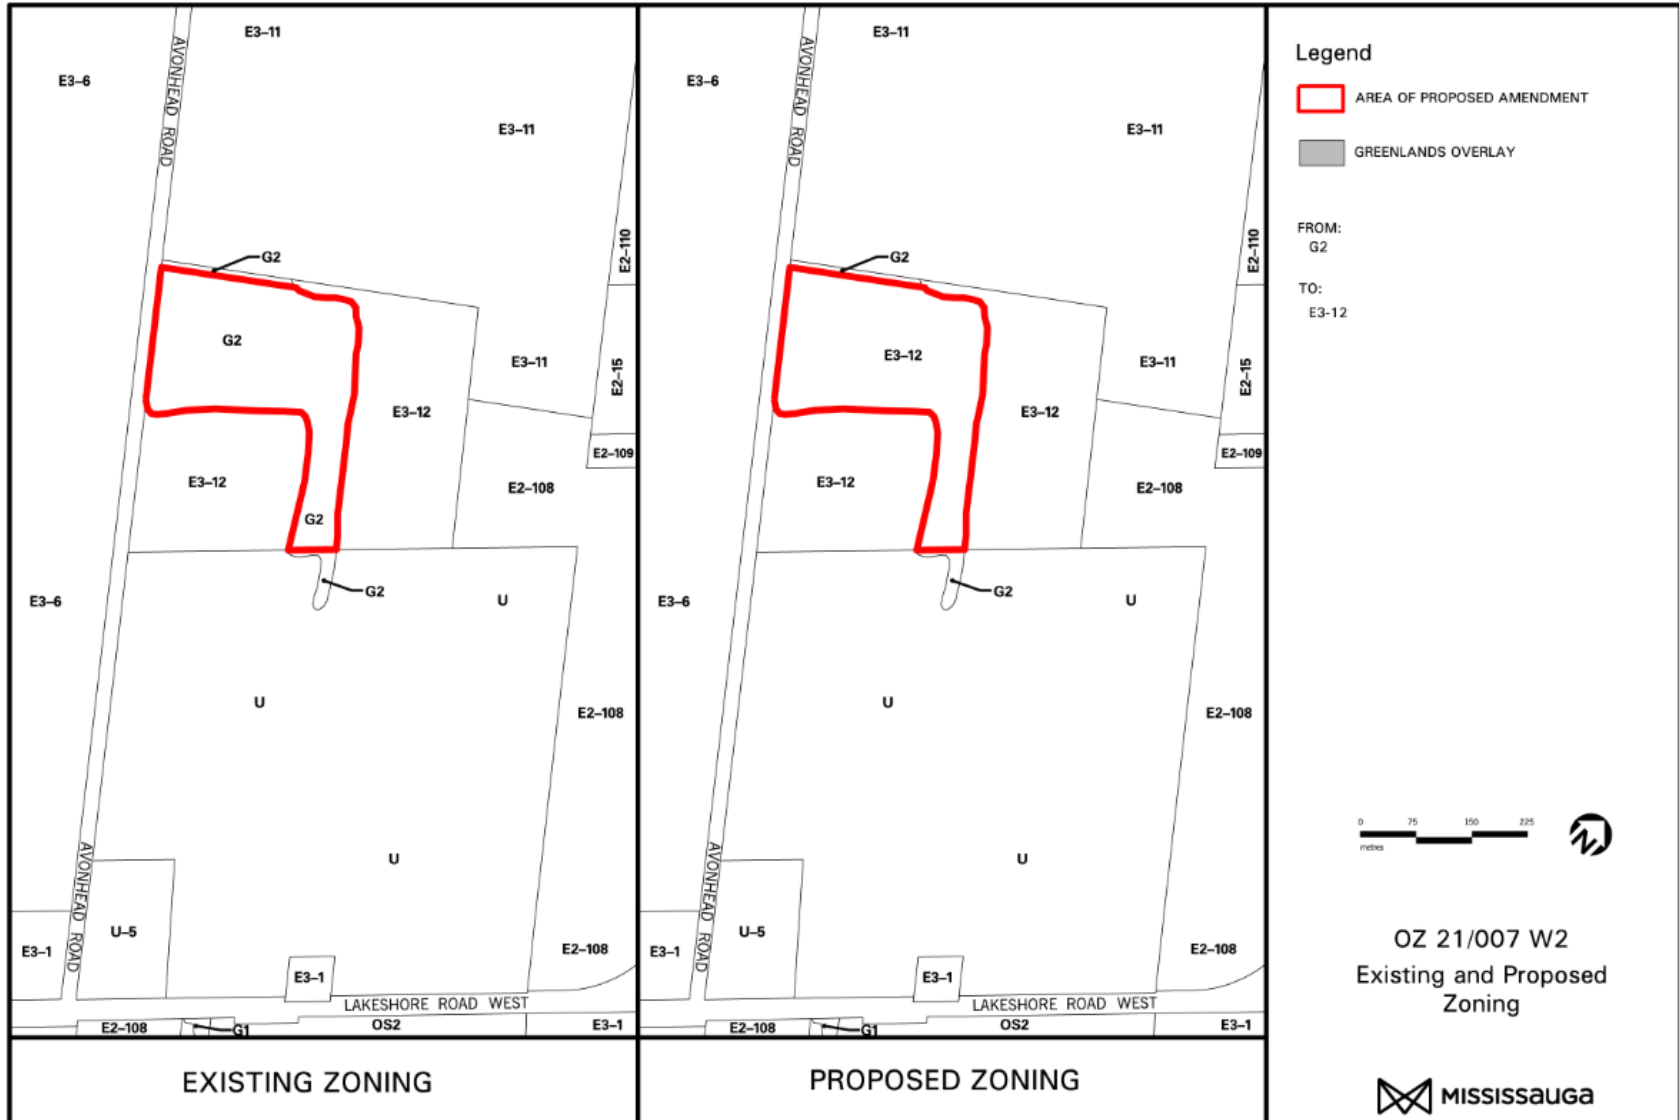 E3-11
E3-6
AVONHEAD ROAD
E3-11
E2-110
G2
G2
E3-11
E2-15
E3-12
E2-109
E3-12
E2-108
G2
G2
E3-6
U
U
E2-108
U
AVONHEAD ROAD
U-5
E3-1
E2-108
E3-1
LAKESHORE ROAD WEST
E2-108
G1
OS2
E3-1
EXISTING ZONING
E3-11
E3-6
AVONHEAD ROAD
E3-11
E2-110
G2
E3-12
E3-11
E2-15
E3-12
E2-109
E3-12
E2-108
G2
E3-6
U
U
E2-108
U
AVONHEAD ROAD
U-5
E3-1
E2-108
E3-1
LAKESHORE ROAD WEST
E2-108
G1
OS2
E3-1
PROPOSED ZONING
Legend
AREA OF PROPOSED AMENDMENT
GREENLANDS OVERLAY
FROM:
G2
TO:
E3-12
0 75 150 225
metres
Z
OZ 21/007 W2
Existing and Proposed
Zoning
MISSISSAUGA